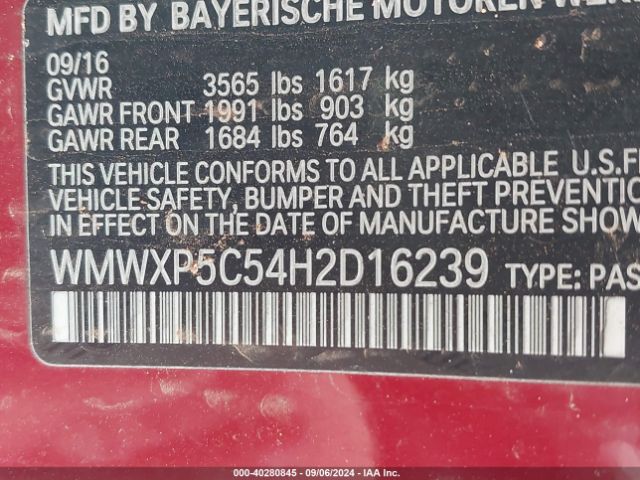 MFD BY BAYERISCHE MOTOREN
09/16
GVWR 3565 lbs 1617 kg
GAWR FRONT 1991 lbs 903 kg
GAWR REAR 1684 lbs 764 kg
THIS VEHICLE CONFORMS TO ALL APPLICABLE U.S.
VEHICLE SAFETY, BUMPER AND THEFT PREVENTIO
IN EFFECT ON THE DATE OF MANUFACTURE SHOW
WMWXP5C54H2D16239 TYPE: PAS
000-40280845 - 09/06/2024 - IAA Inc.